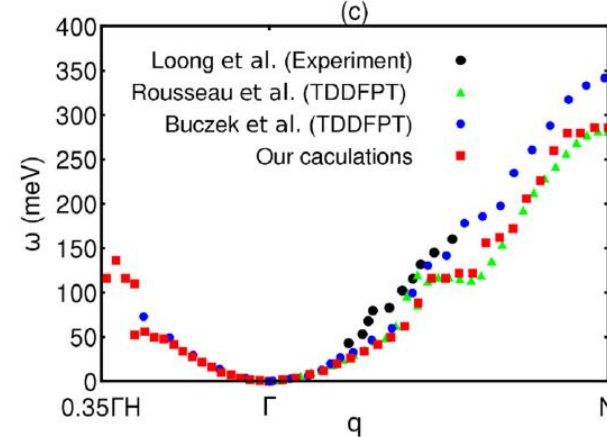 (c)
400
350
300
250
200
150
100
50
0
ω (meV)
Loong et al. (Experiment)
Rousseau et al. (TDDFPT)
Buczek et al. (TDDFPT)
Our caculations
0.35ΓH
Γ
q